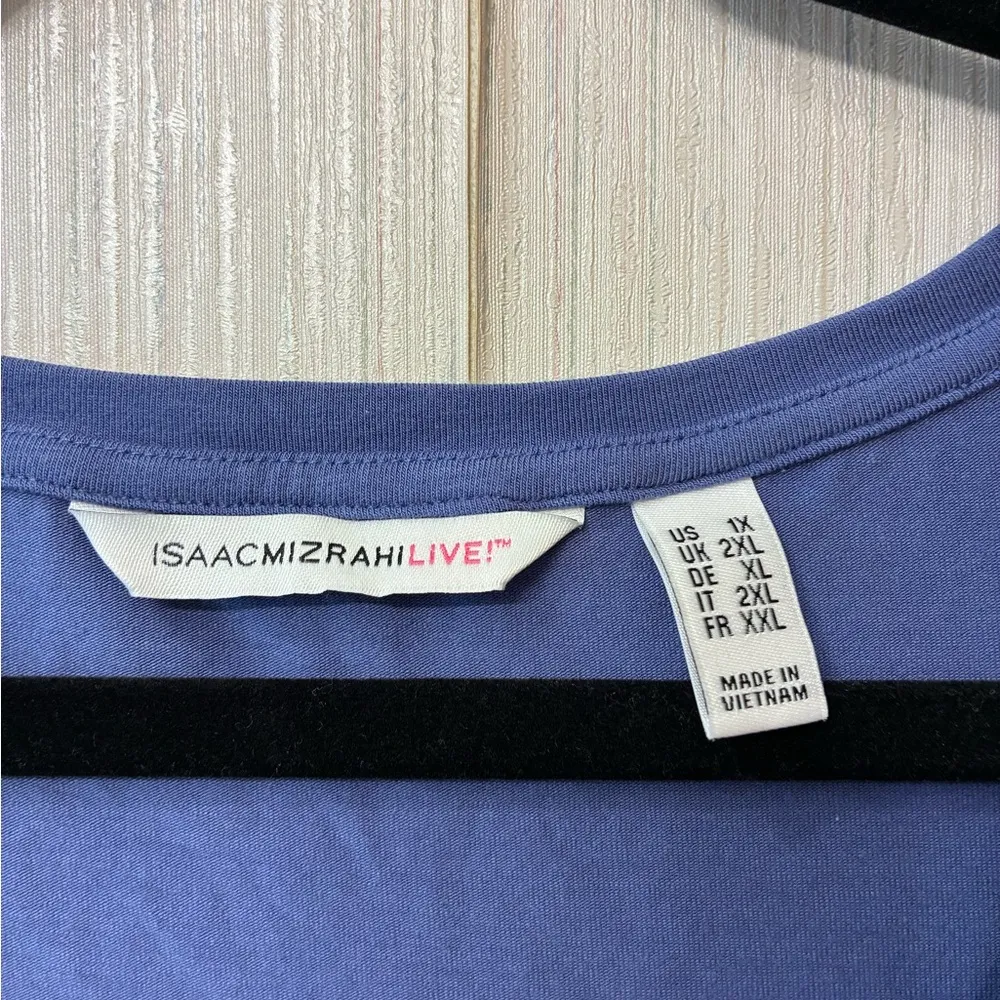 ISAACMIZRAHILIVE!™
US 1X
UK 2XL
DE XL
IT 2XL
FR XXL
MADE IN
VIETNAM